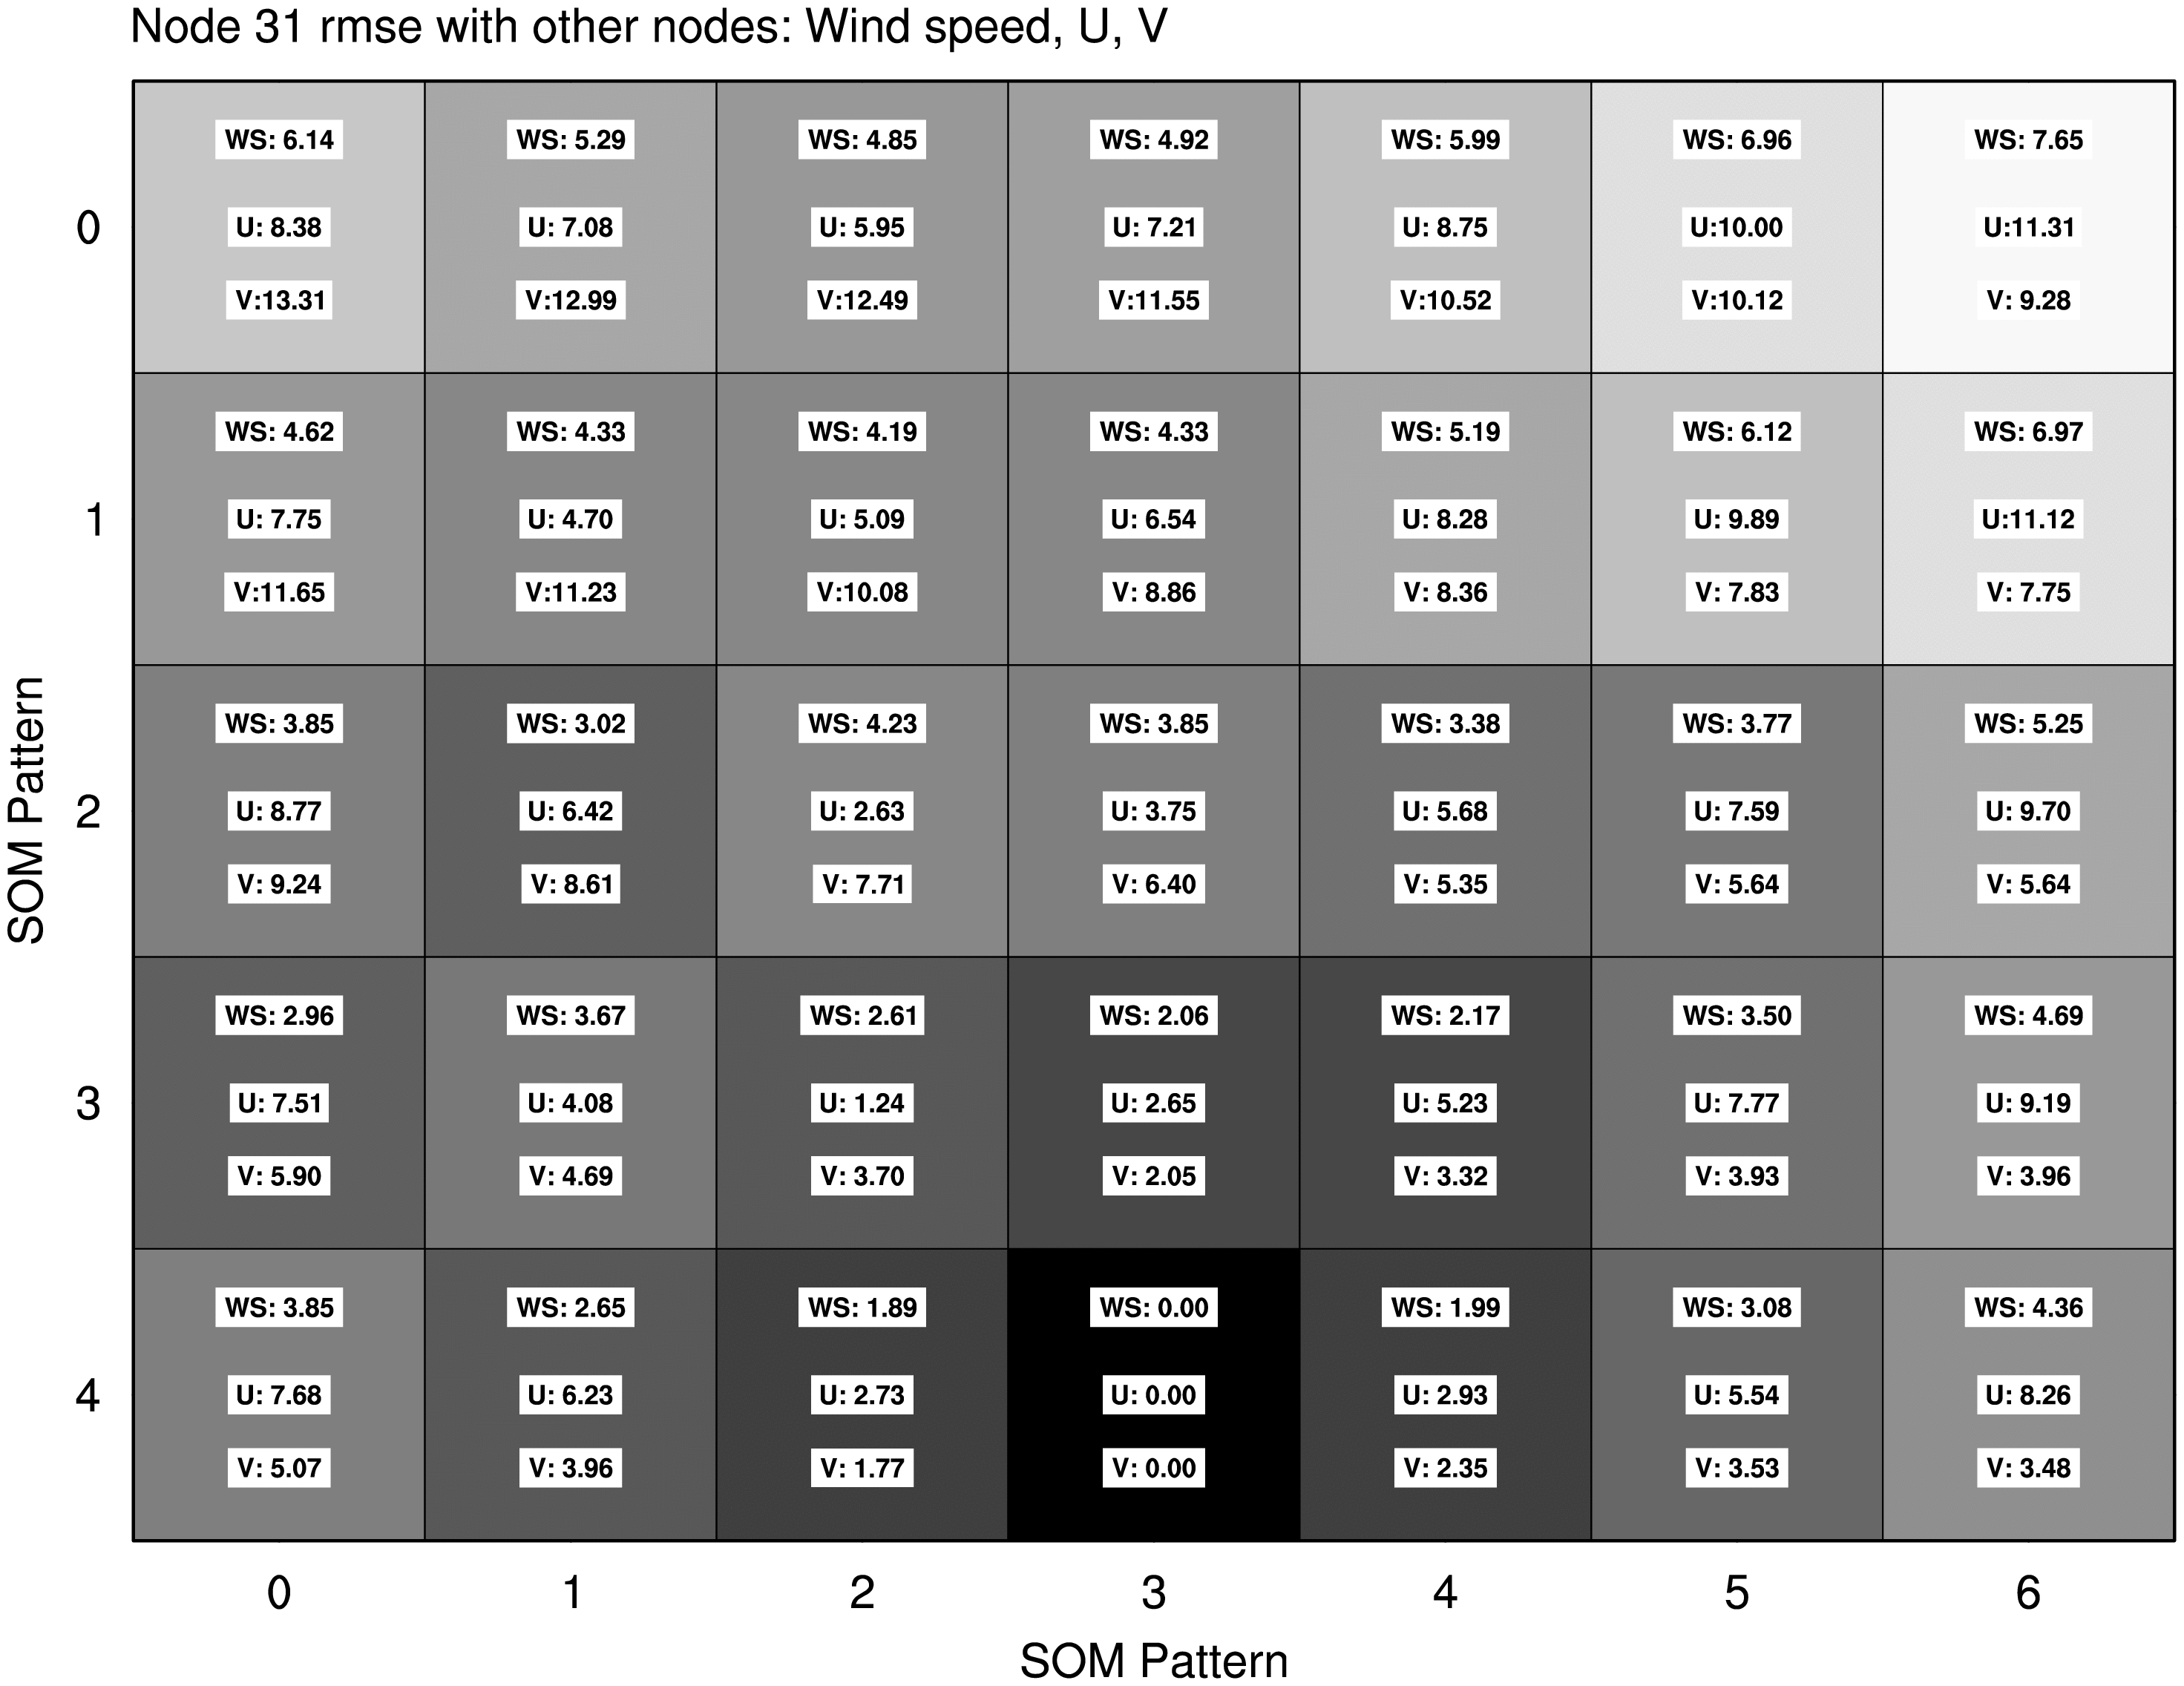 Node 31 rmse with other nodes: Wind speed, U, V
WS: 6.14 WS: 5.29 WS: 4.85 WS: 4.92 WS: 5.99 WS: 6.96 WS: 7.65
0 U: 8.38 U: 7.08 U: 5.95 U: 7.21 U: 8.75 U:10.00 U:11.31
V:13.31 V:12.99 V:12.49 V:11.55 V:10.52 V:10.12 V: 9.28
WS: 4.62 WS: 4.33 WS: 4.19 WS: 4.33 WS: 5.19 WS: 6.12 WS: 6.97
1 U: 7.75 U: 4.70 U: 5.09 U: 6.54 U: 8.28 U: 9.89 U:11.12
V:11.65 V:11.23 V:10.08 V: 8.86 V: 8.36 V: 7.83 V: 7.75
SOM Pattern
WS: 3.85 WS: 3.02 WS: 4.23 WS: 3.85 WS: 3.38 WS: 3.77 WS: 5.25
2 U: 8.77 U: 6.42 U: 2.63 U: 3.75 U: 5.68 U: 7.59 U: 9.70
V: 9.24 V: 8.61 V: 7.71 V: 6.40 V: 5.35 V: 5.64 V: 5.64
WS: 2.96 WS: 3.67 WS: 2.61 WS: 2.06 WS: 2.17 WS: 3.50 WS: 4.69
3 U: 7.51 U: 4.08 U: 1.24 U: 2.65 U: 5.23 U: 7.77 U: 9.19
V: 5.90 V: 4.69 V: 3.70 V: 2.05 V: 3.32 V: 3.93 V: 3.96
WS: 3.85 WS: 2.65 WS: 1.89 WS: 0.00 WS: 1.99 WS: 3.08 WS: 4.36
4 U: 7.68 U: 6.23 U: 2.73 U: 0.00 U: 2.93 U: 5.54 U: 8.26
V: 5.07 V: 3.96 V: 1.77 V: 0.00 V: 2.35 V: 3.53 V: 3.48
0 1 2 3 4 5 6
SOM Pattern